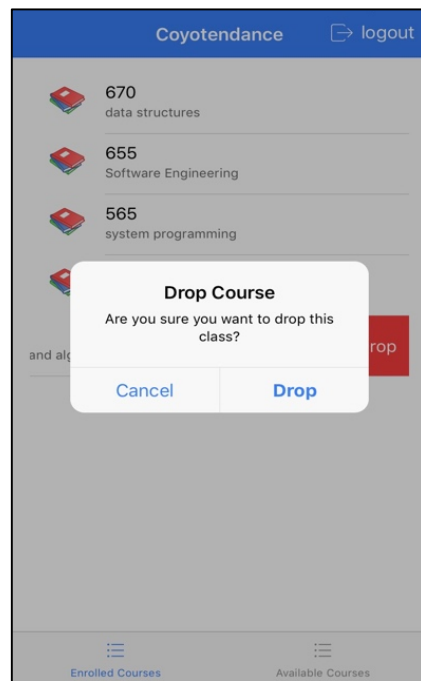 Coyotendance
logout
670
data structures
655
Software Engineering
565
system programming
Drop Course
Are you sure you want to drop this
class?
and alg
rop
Cancel
Drop
Enrolled Courses
Available Courses